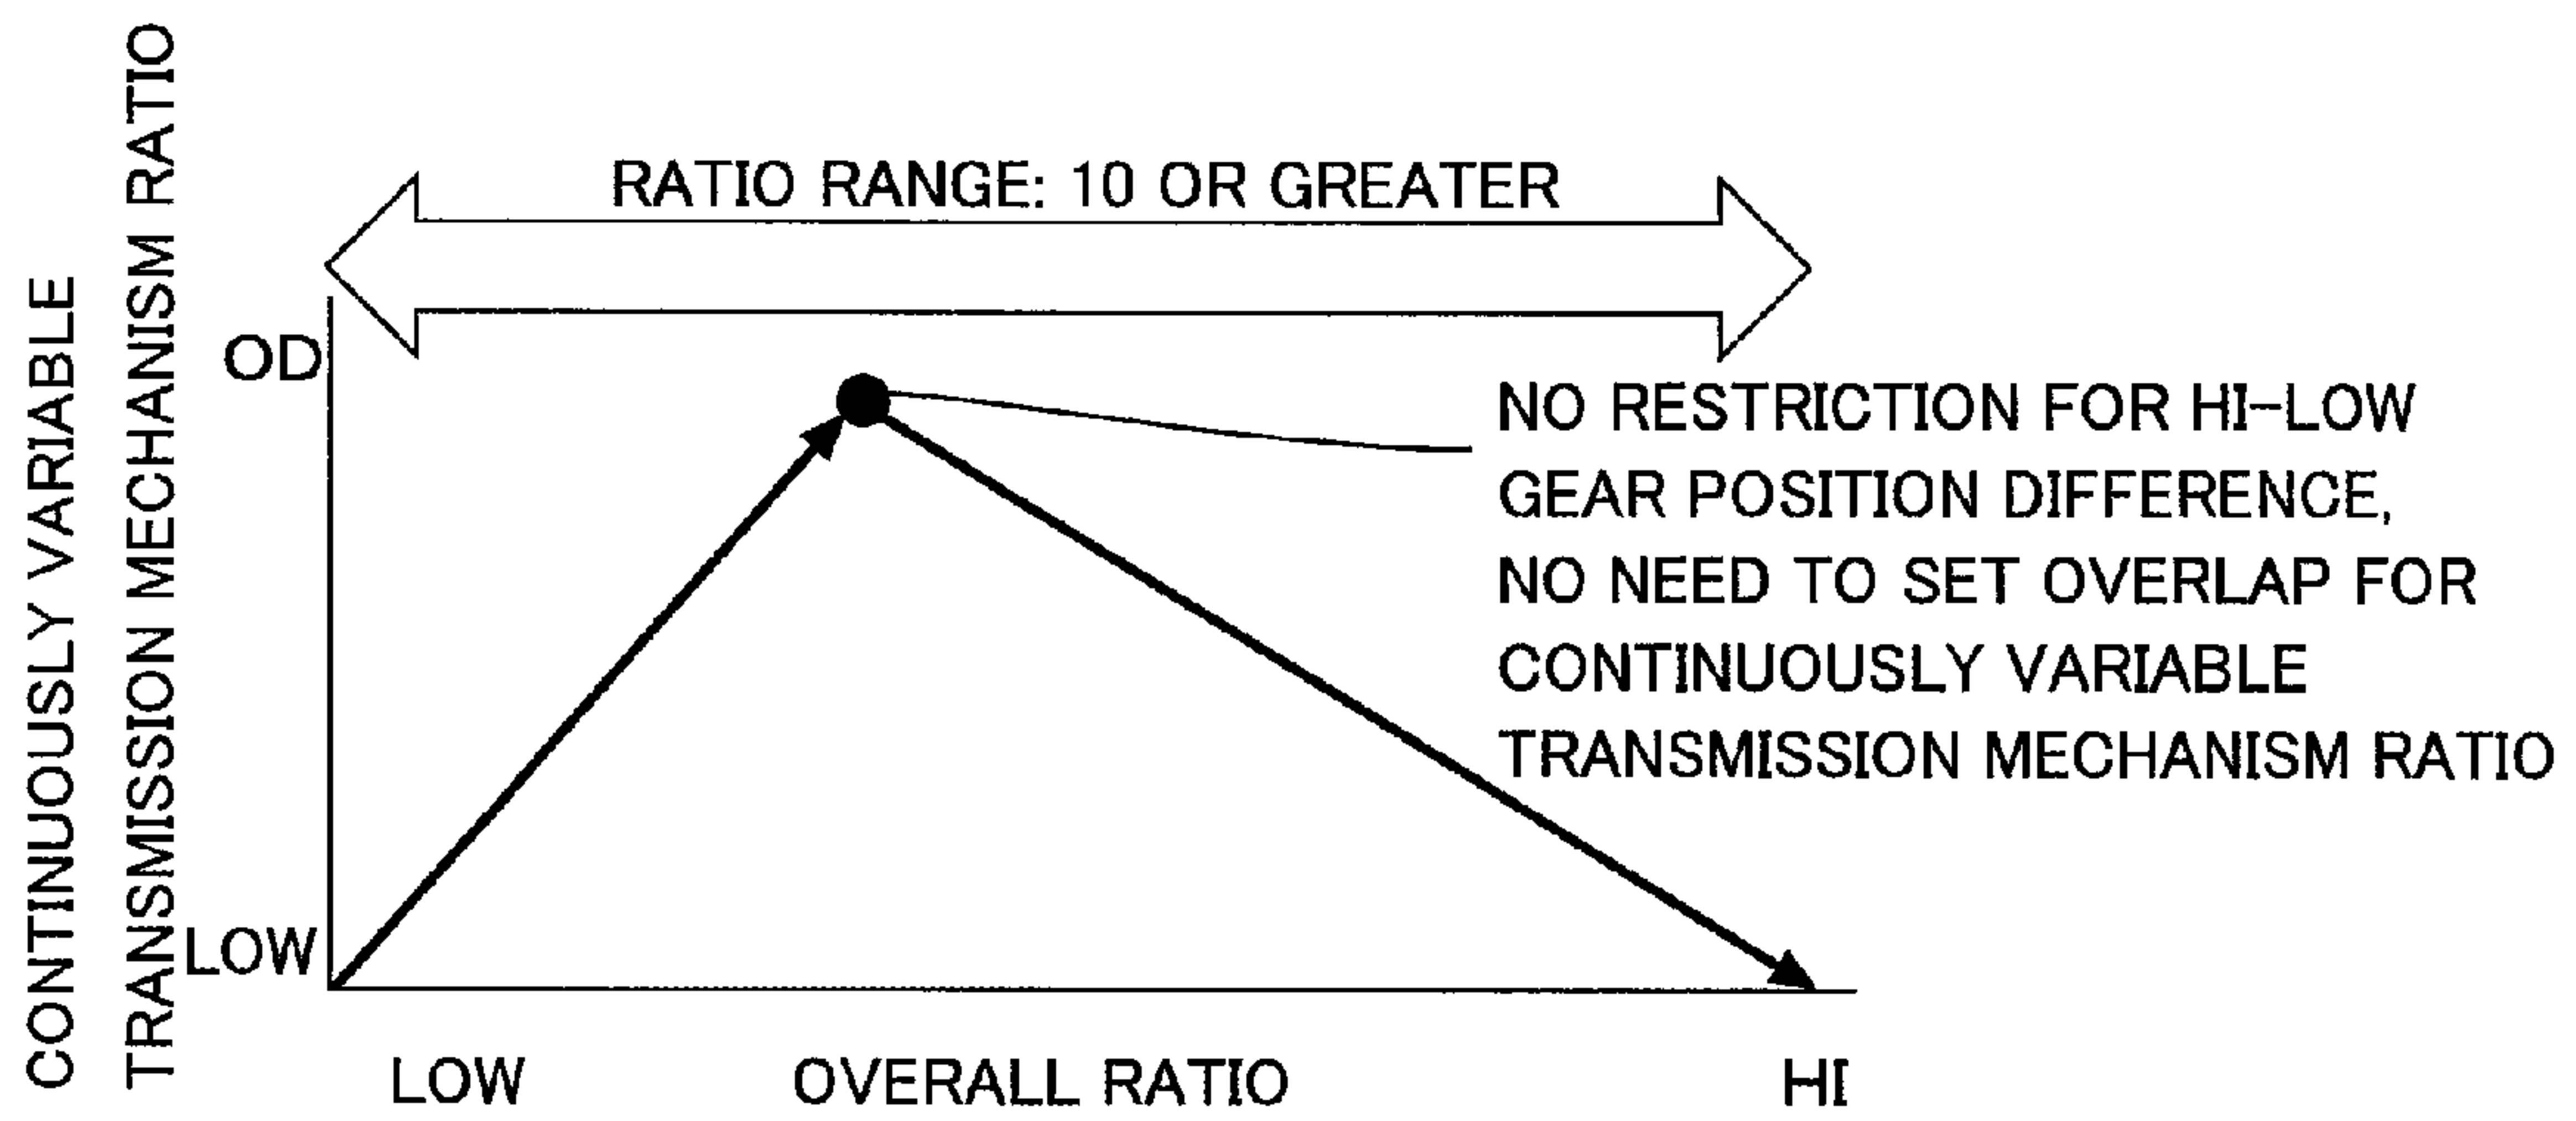 CONTINUOUSLY VARIABLE
TRANSMISSION MECHANISM RATIO
RATIO RANGE: 10 OR GREATER
OD
NO RESTRICTION FOR HI-LOW
GEAR POSITION DIFFERENCE,
NO NEED TO SET OVERLAP FOR
CONTINUOUSLY VARIABLE
TRANSMISSION MECHANISM RATIO
LOW
LOW
OVERALL RATIO
HI